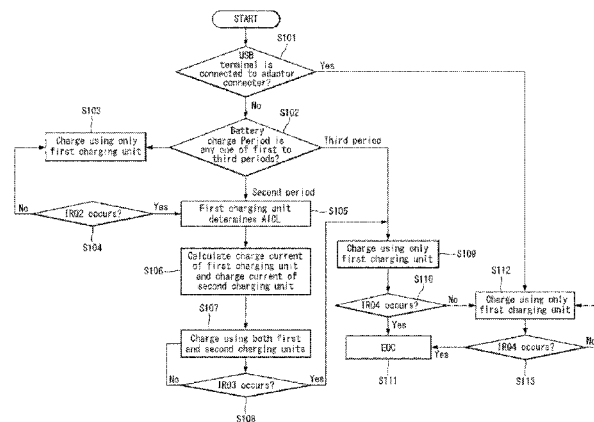 START
S101
USB
terminal is
connected to adaptor
connecter?
Yes
No
S102
S103
Battery
charge Period is
any one of first to
third periods?
Third period
Charge using only
first charging unit
Second period
No
IRQ2 occurs?
Yes
S104
First charging unit
determines AICL
S105
Calculate charge current
of first charging unit
and charge current of
second charging unit
S106
Charge using only
first charging unit
S109
S110
S112
IRQ4 occurs?
No
Charge using only
first charging unit
S107
Charge using both first
and second charging units
Yes
EOC
S111
Yes
IRQ4 occurs?
No
S113
No
IRQ3 occurs?
Yes
S108